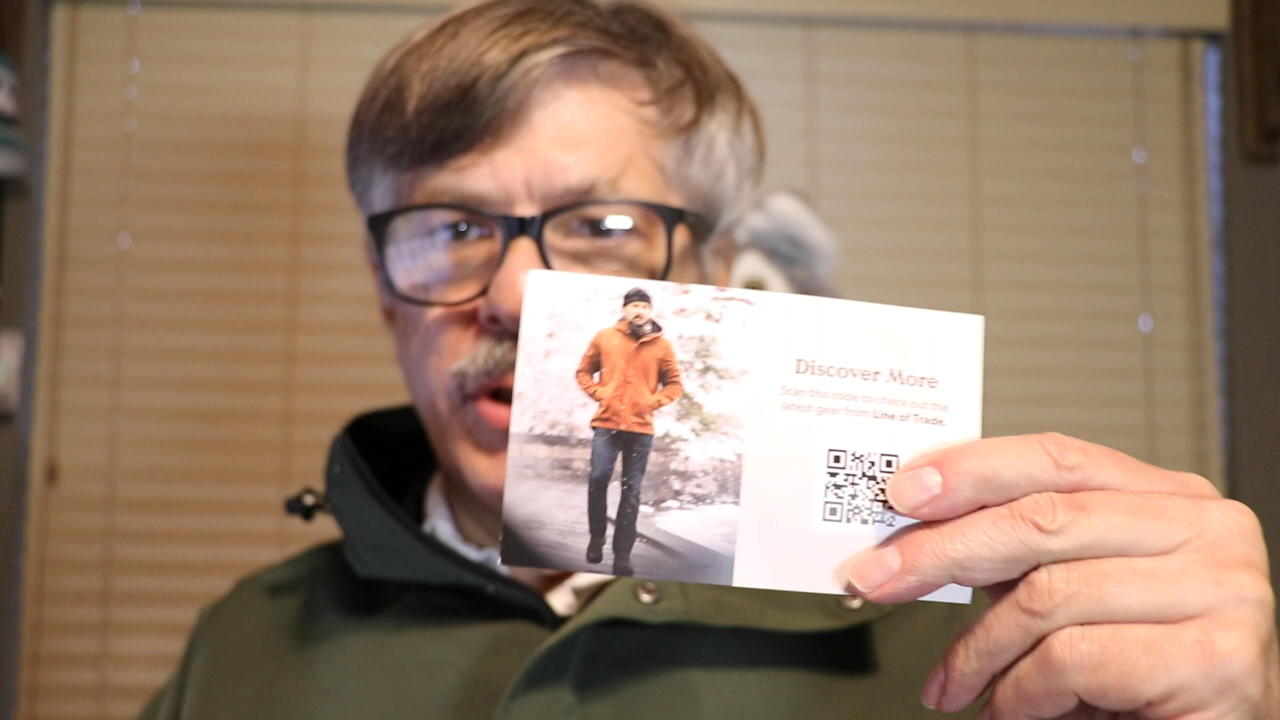 Discover More
Scan this code to check out the
latest gear from Line of Trade.